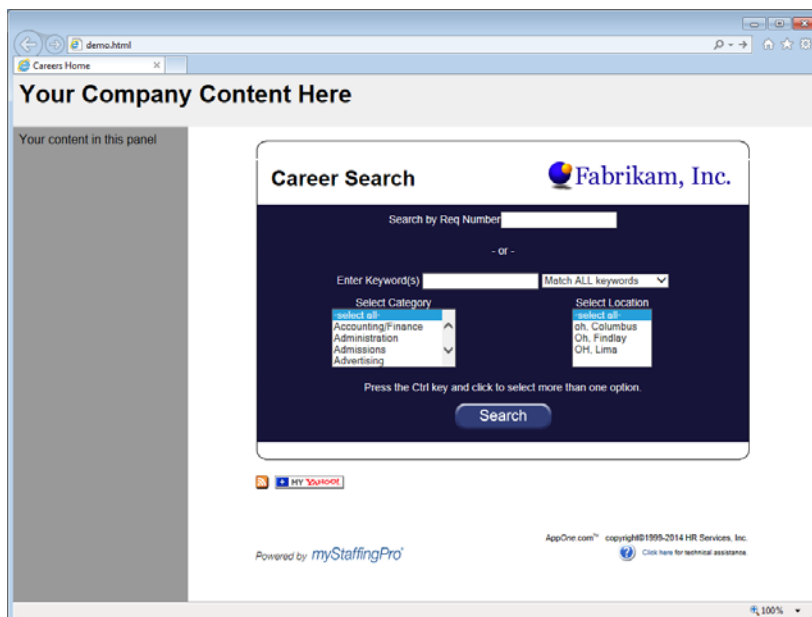 demo.html
Careers Home
Your Company Content Here
Your content in this panel
Career Search
Fabrikam, Inc.
Search by Req Number
- or -
Enter Keyword(s) Match ALL keywords
Select Category Select Location
-select all- -select all-
Accounting/Finance oh, Columbus
Administration Oh, Findlay
Admissions OH, Lima
Advertising
Press the Ctrl key and click to select more than one option.
Search
MY YAHOO!
AppOne.com™ copyright©1999-2014 HR Services, Inc.
Powered by myStaffingPro® Click here for technical assistance.
100%